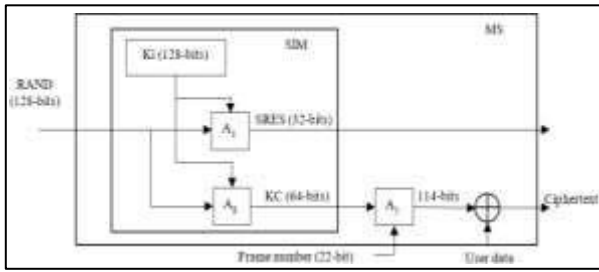 MS
SIM
Ki (128-bits)
RAND
(128-bits)
SRES (32-bits)
A3
KC (64-bits)
114-bits
A8
A5
Ciphertext
Frame number (22-bit)
User data